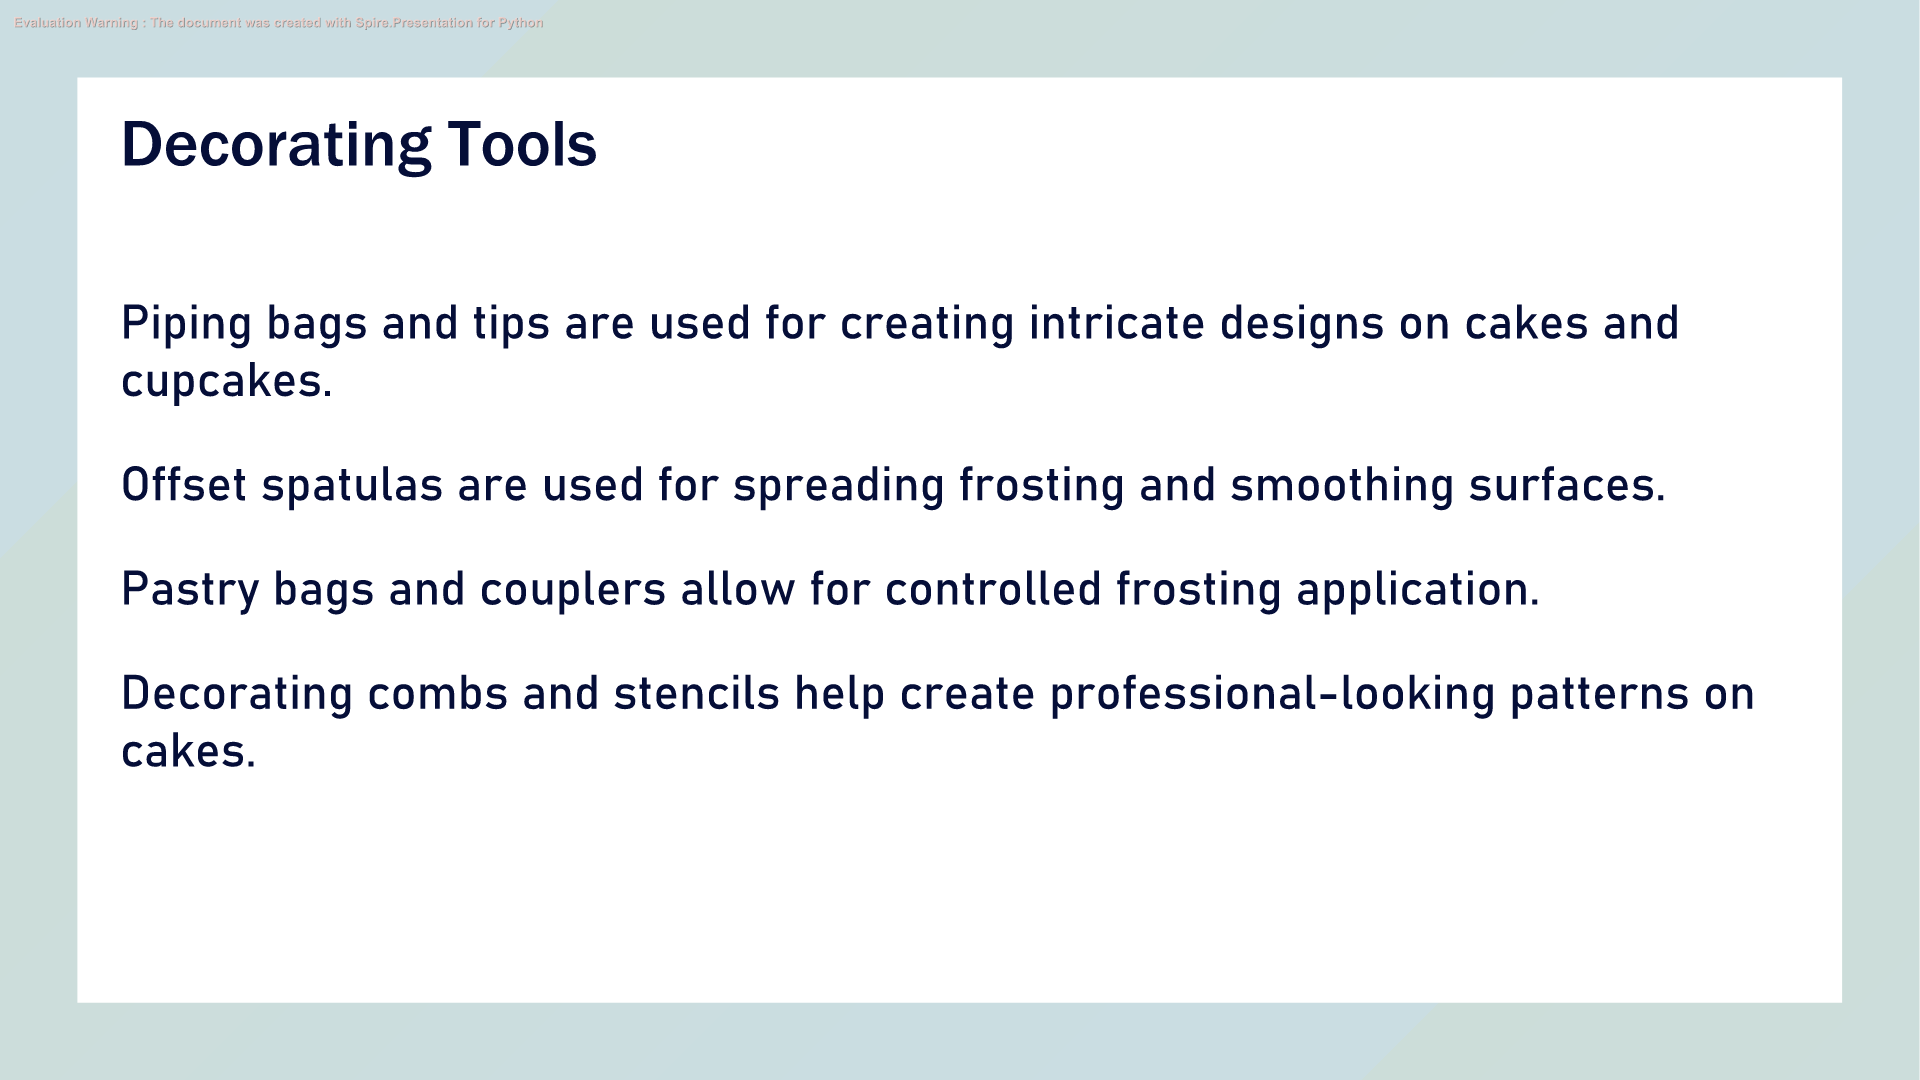 Evaluation Warning : The document was created with Spire.Presentation for Python
Decorating Tools
Piping bags and tips are used for creating intricate designs on cakes and
cupcakes.
Offset spatulas are used for spreading frosting and smoothing surfaces.
Pastry bags and couplers allow for controlled frosting application.
Decorating combs and stencils help create professional-looking patterns on
cakes.